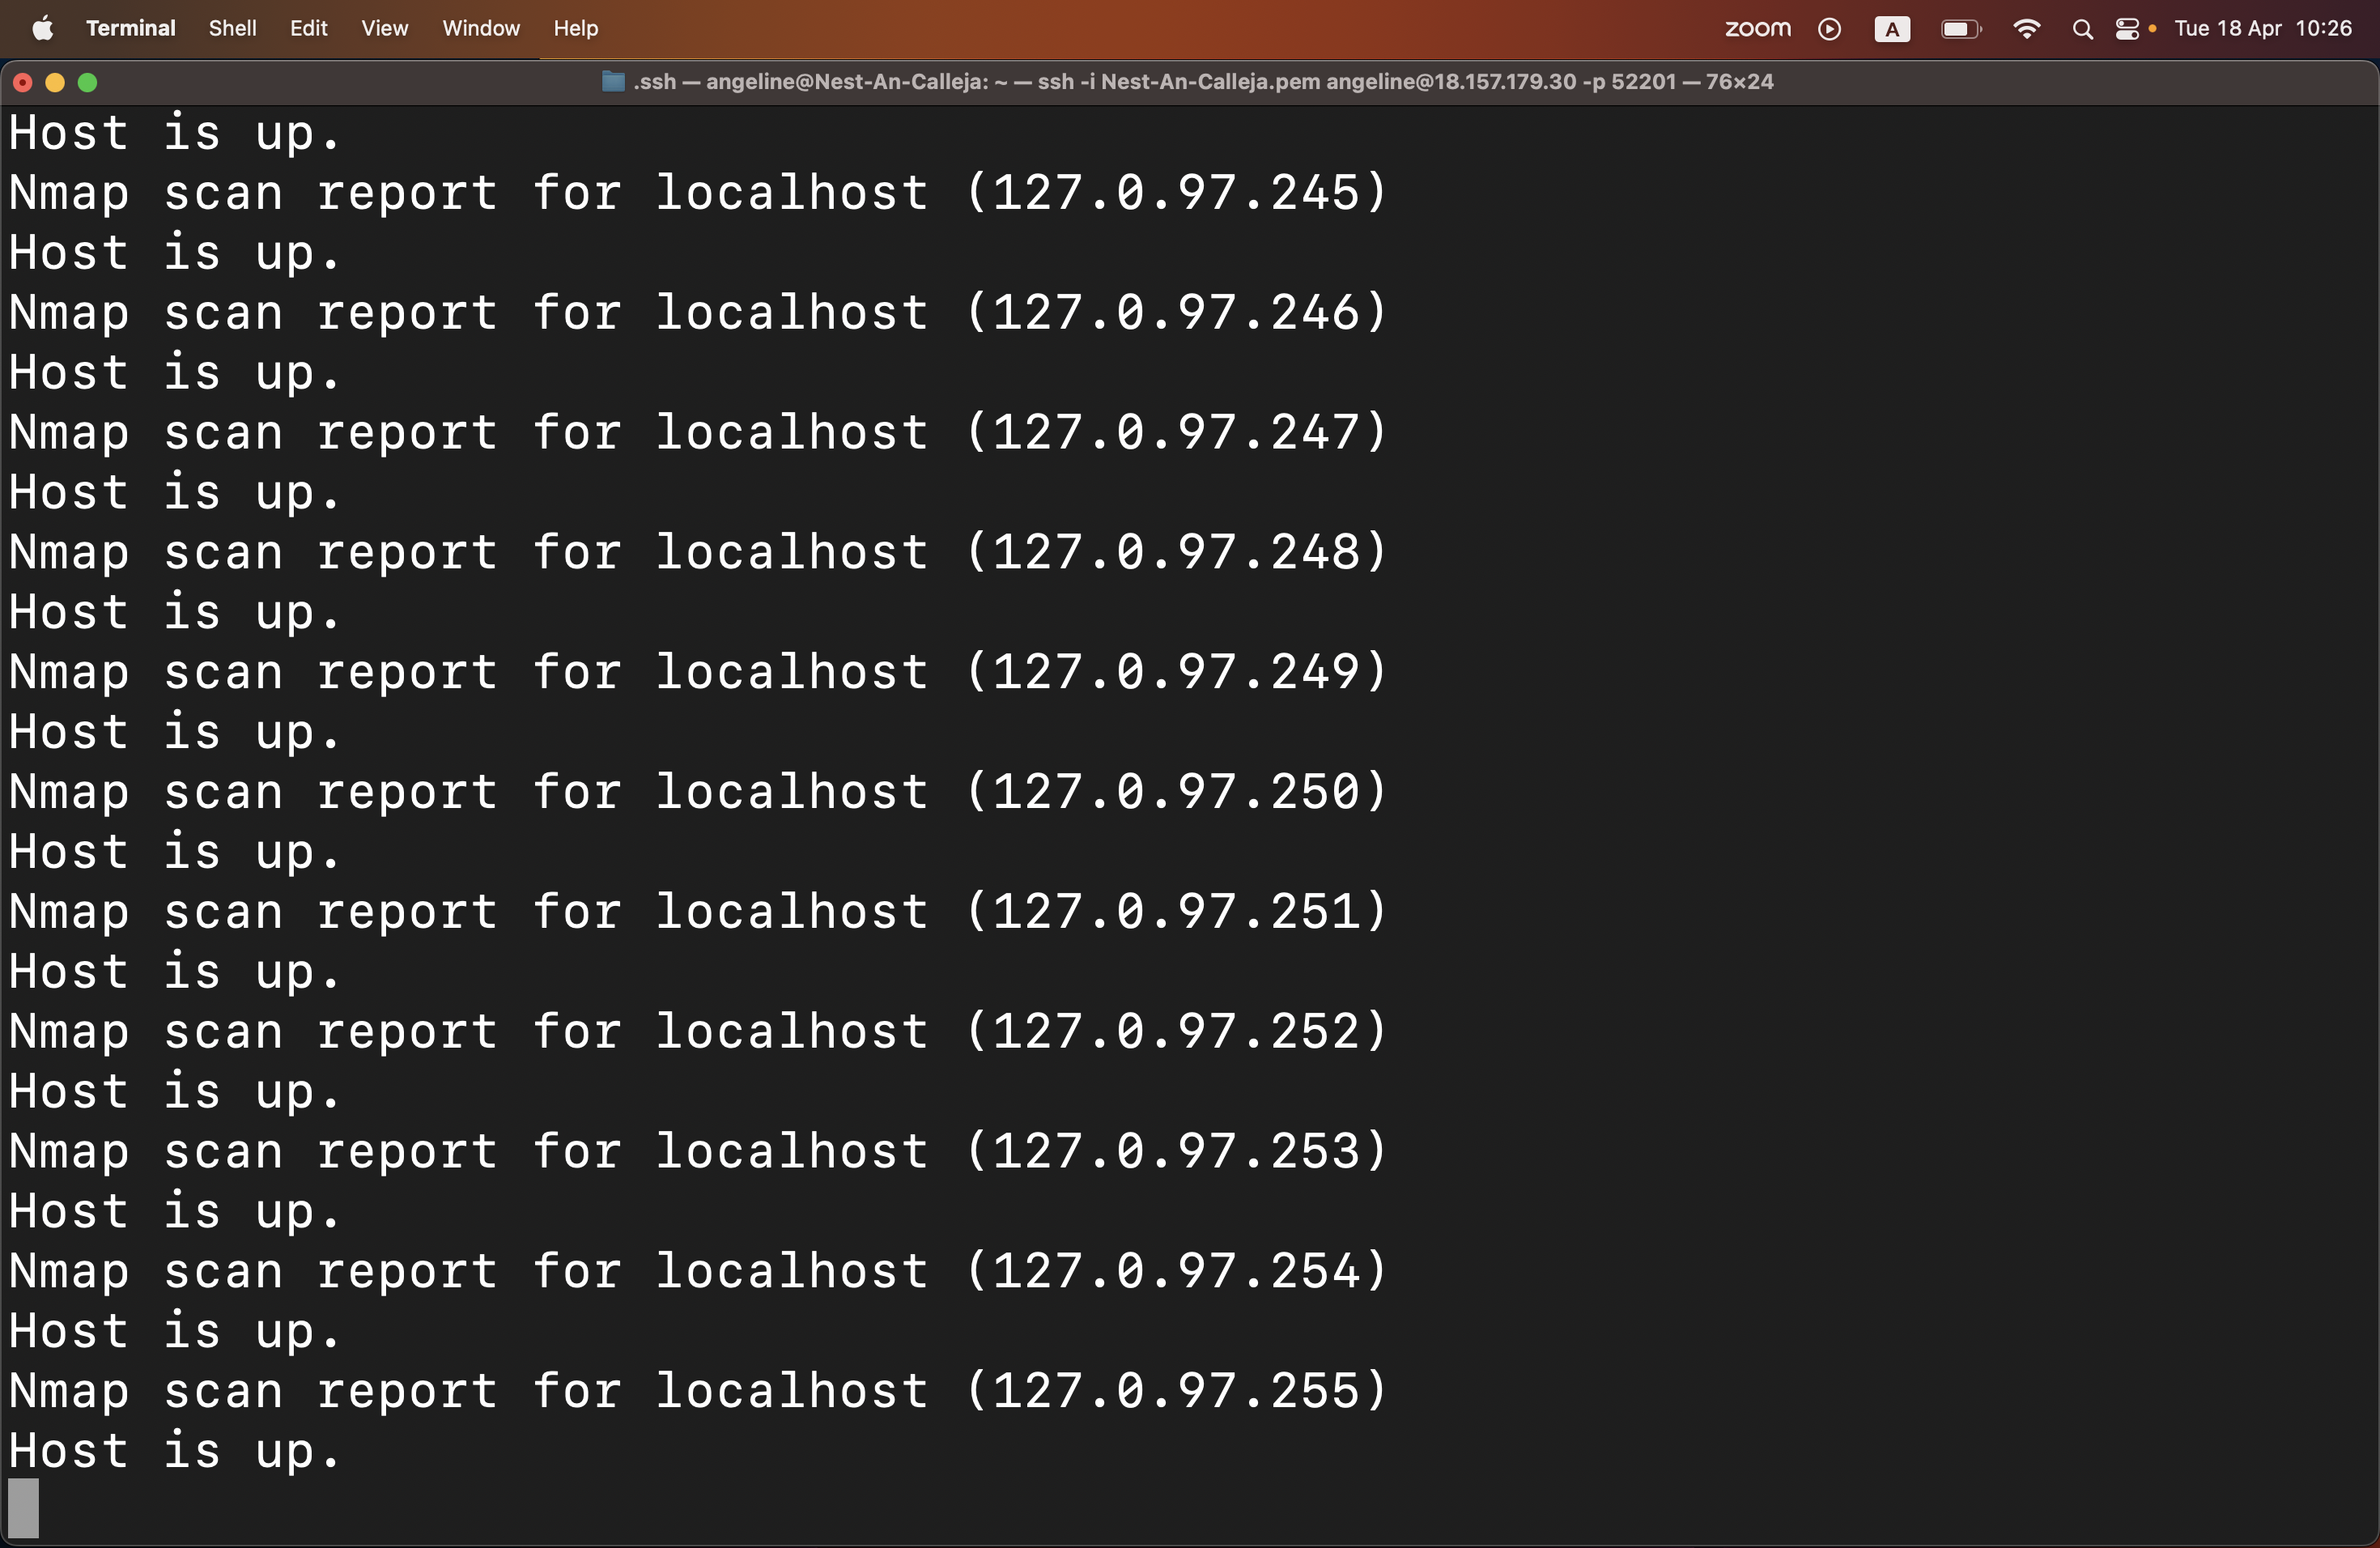 Terminal Shell Edit View Window Help zoom A Tue 18 Apr 10:26
.ssh — angeline@Nest-An-Calleja: ~ — ssh -i Nest-An-Calleja.pem angeline@18.157.179.30 -p 52201 — 76×24
Host is up.
Nmap scan report for localhost (127.0.97.245)
Host is up.
Nmap scan report for localhost (127.0.97.246)
Host is up.
Nmap scan report for localhost (127.0.97.247)
Host is up.
Nmap scan report for localhost (127.0.97.248)
Host is up.
Nmap scan report for localhost (127.0.97.249)
Host is up.
Nmap scan report for localhost (127.0.97.250)
Host is up.
Nmap scan report for localhost (127.0.97.251)
Host is up.
Nmap scan report for localhost (127.0.97.252)
Host is up.
Nmap scan report for localhost (127.0.97.253)
Host is up.
Nmap scan report for localhost (127.0.97.254)
Host is up.
Nmap scan report for localhost (127.0.97.255)
Host is up.